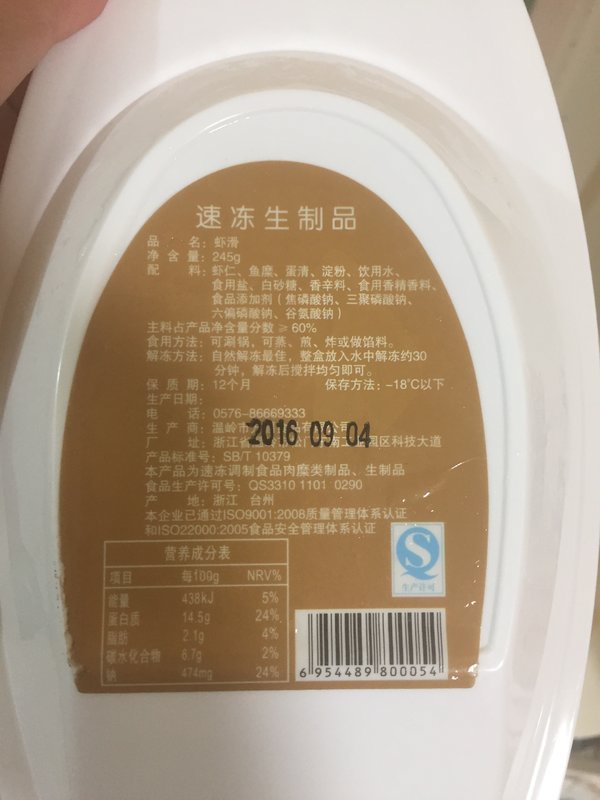 速冻生制品
品 名：虾滑
净 含 量：245g
配 料：虾仁、鱼糜、蛋清、淀粉、饮用水、
食用盐、白砂糖、香辛料、食用香精香料、
食品添加剂（焦磷酸钠、三聚磷酸钠、
六偏磷酸钠、谷氨酸钠）
主料占产品净含量分数≥60%
食用方法：可涮锅，可蒸、煎、炸或做馅料。
解冻方法：自然解冻最佳，整盒放入水中解冻约30
分钟，解冻后搅拌均匀即可。
保 质 期：12个月 保存方法：-18℃以下
生产日期：
电 话：0576-86669333
生 产 商：温岭市 品有 公司
2016 09 04
厂 址：浙江省 园区科技大道
产品标准号：SB/T 10379
本产品为速冻调制食品肉糜类制品、生制品
食品生产许可号：QS3310 1101 0290
产 地：浙江 台州
本企业已通过ISO9001:2008质量管理体系认证
和ISO22000:2005食品安全管理体系认证
营养成分表
项目 每100g NRV%
能量 438kJ 5%
蛋白质 14.5g 24%
脂肪 2.1g 4%
碳水化合物 6.7g 2%
钠 474mg 24%
生产许可
6 954489 800054